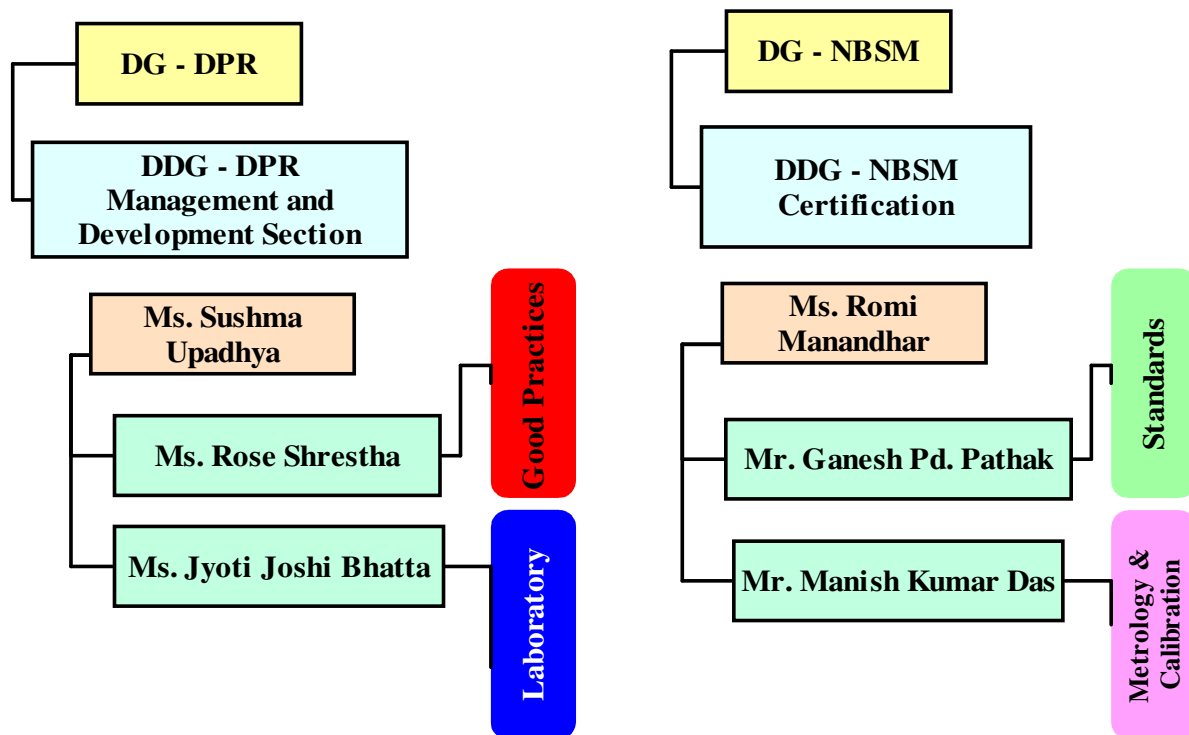 DG - DPR
DDG - DPR
Management and
Development Section
Ms. Sushma
Upadhya
Ms. Rose Shrestha
Ms. Jyoti Joshi Bhatta
Good Practices
Laboratory
DG - NBSM
DDG - NBSM
Certification
Ms. Romi
Manandhar
Mr. Ganesh Pd. Pathak
Mr. Manish Kumar Das
Standards
Metrology &
Calibration